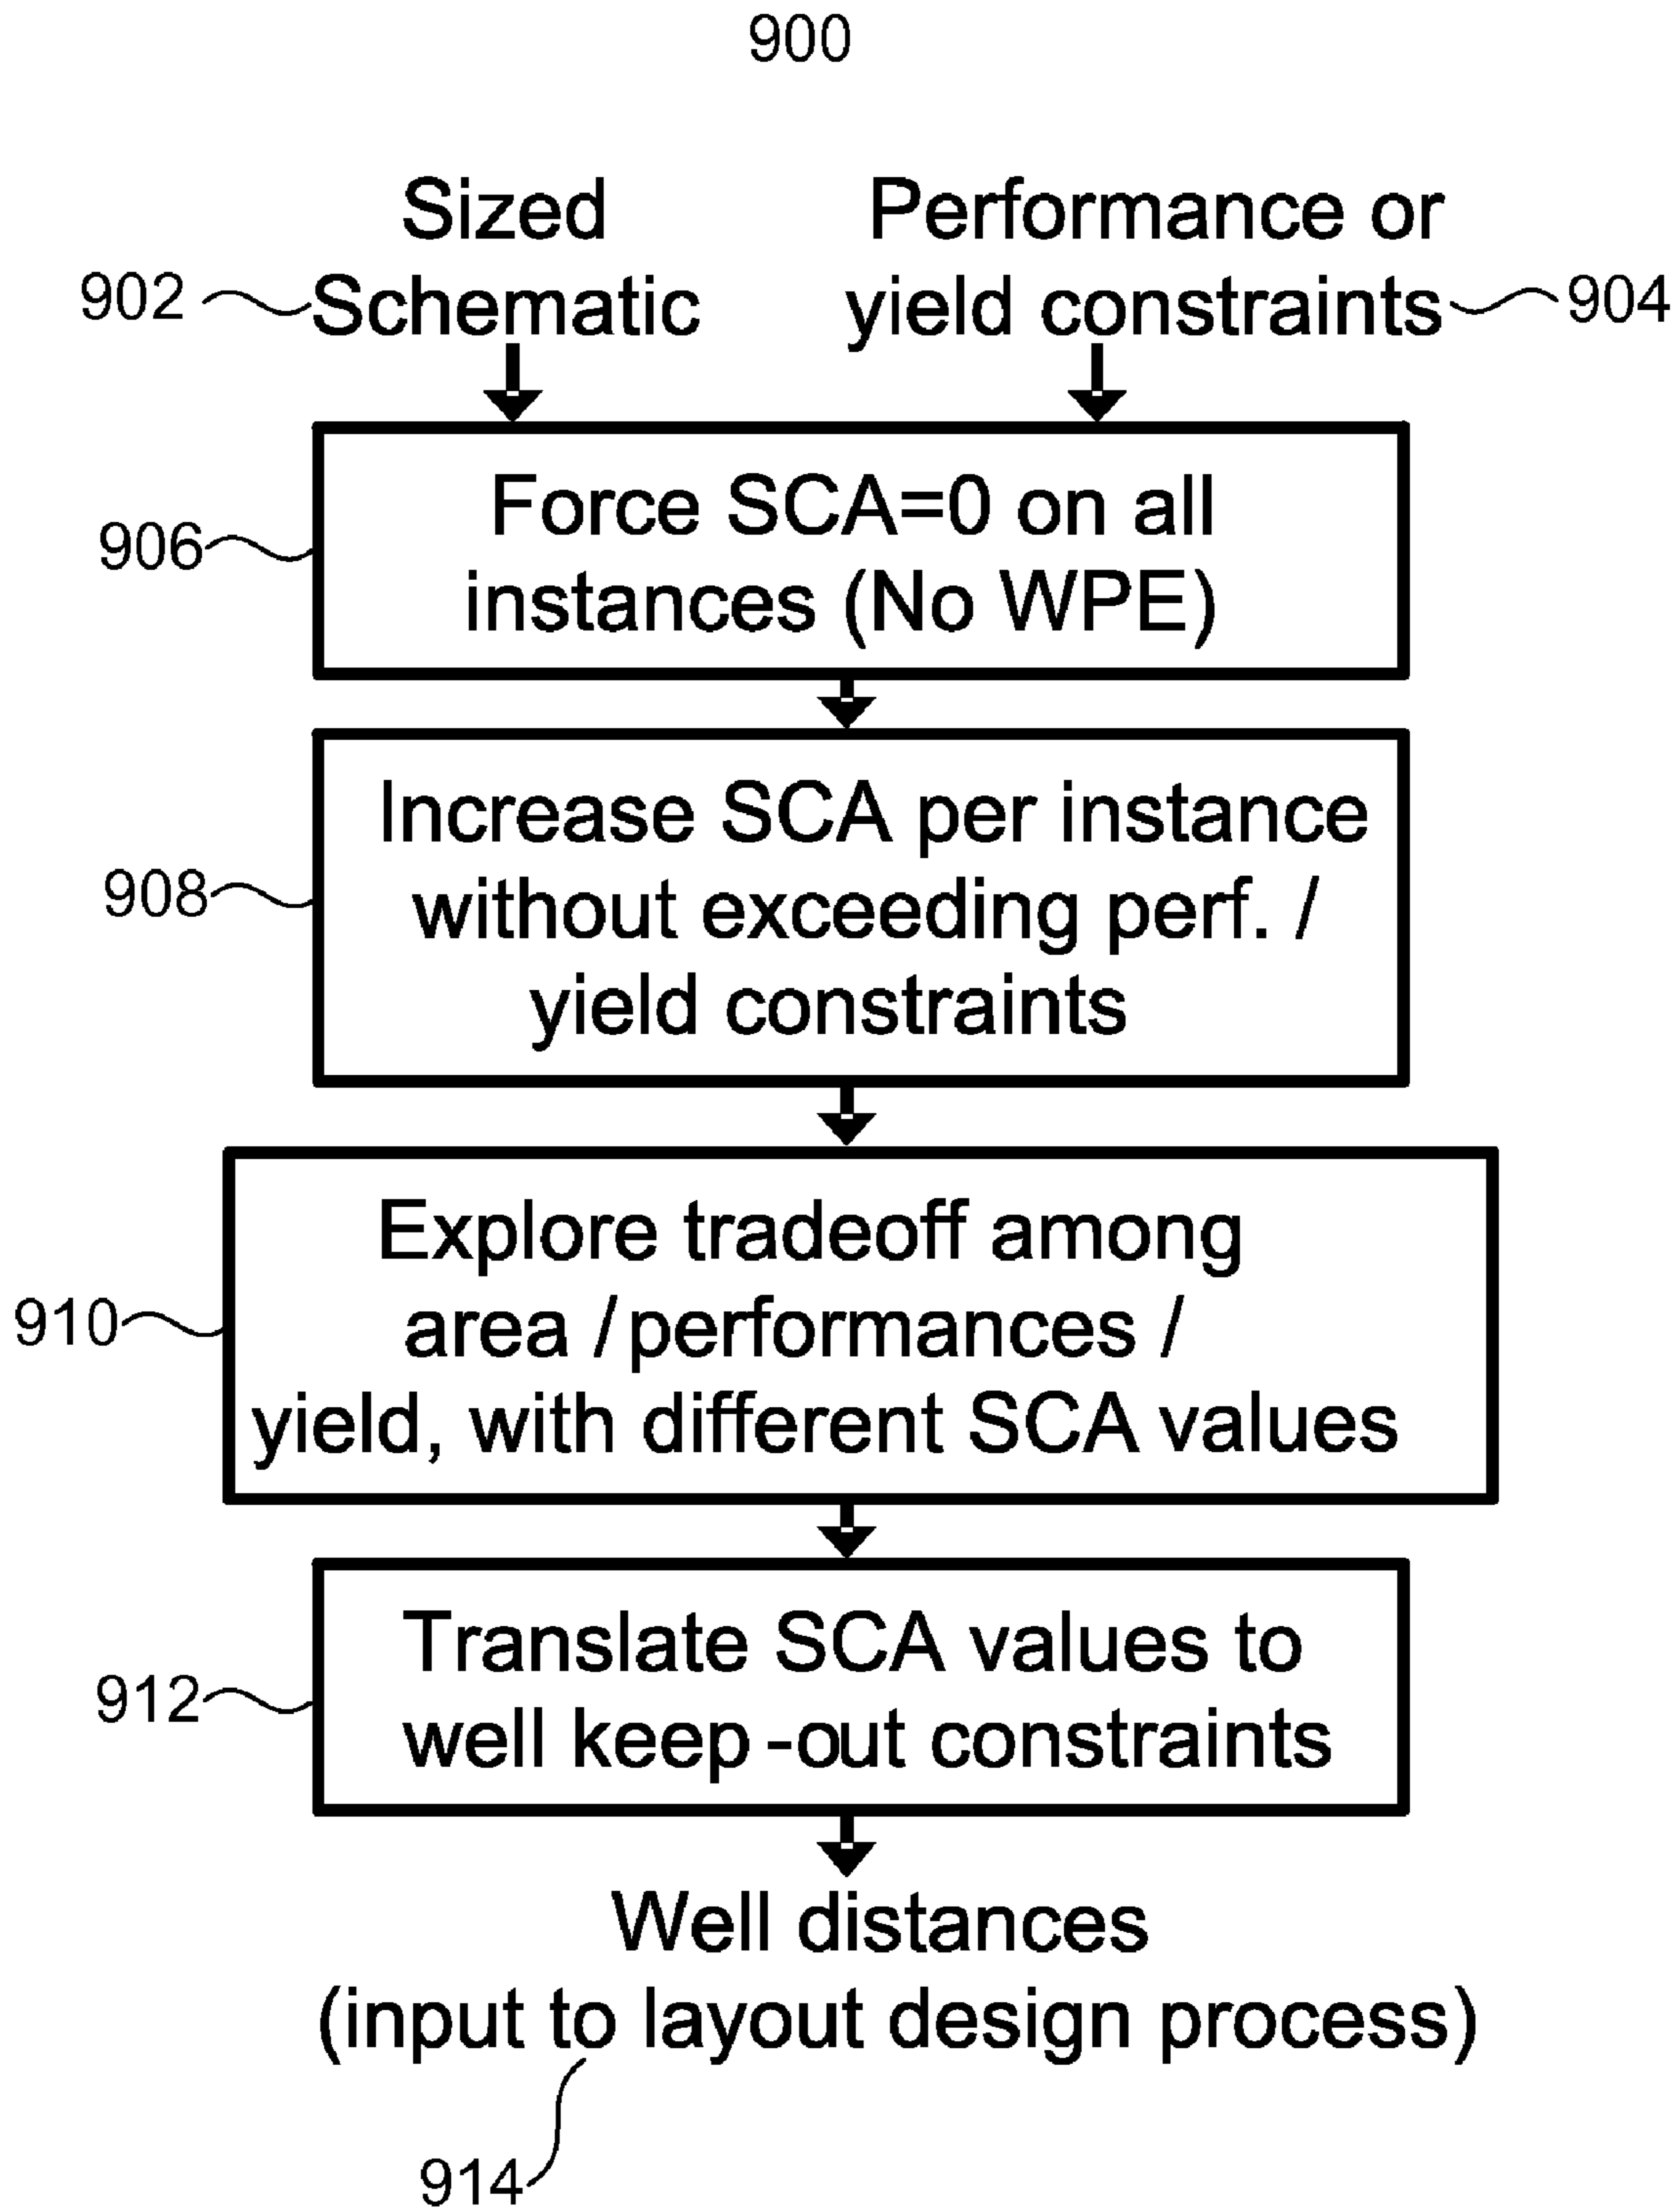 900
Sized
Schematic
902
Performance or
yield constraints
904
Force SCA=0 on all
instances (No WPE)
906
Increase SCA per instance
without exceeding perf. /
yield constraints
908
Explore tradeoff among
area / performances /
yield, with different SCA values
910
Translate SCA values to
well keep-out constraints
912
Well distances
(input to layout design process)
914